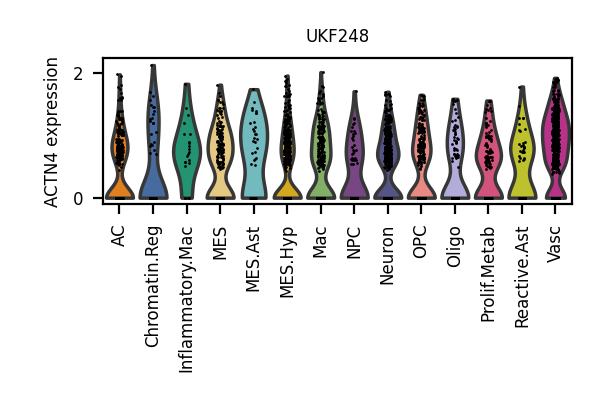 UKF248
ACTN4 expression
2
0
AC
Chromatin.Reg
Inflammatory.Mac
MES
MES.Ast
MES.Hyp
Mac
NPC
Neuron
OPC
Oligo
Prolif.Metab
Reactive.Ast
Vasc